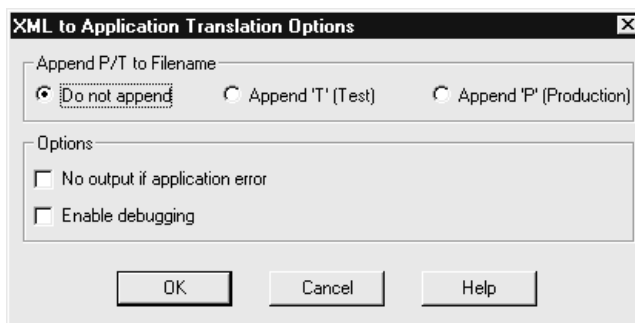 XML to Application Translation Options
Append P/T to Filename
Do not append Append 'T' (Test) Append 'P' (Production)
Options
No output if application error
Enable debugging
OK Cancel Help